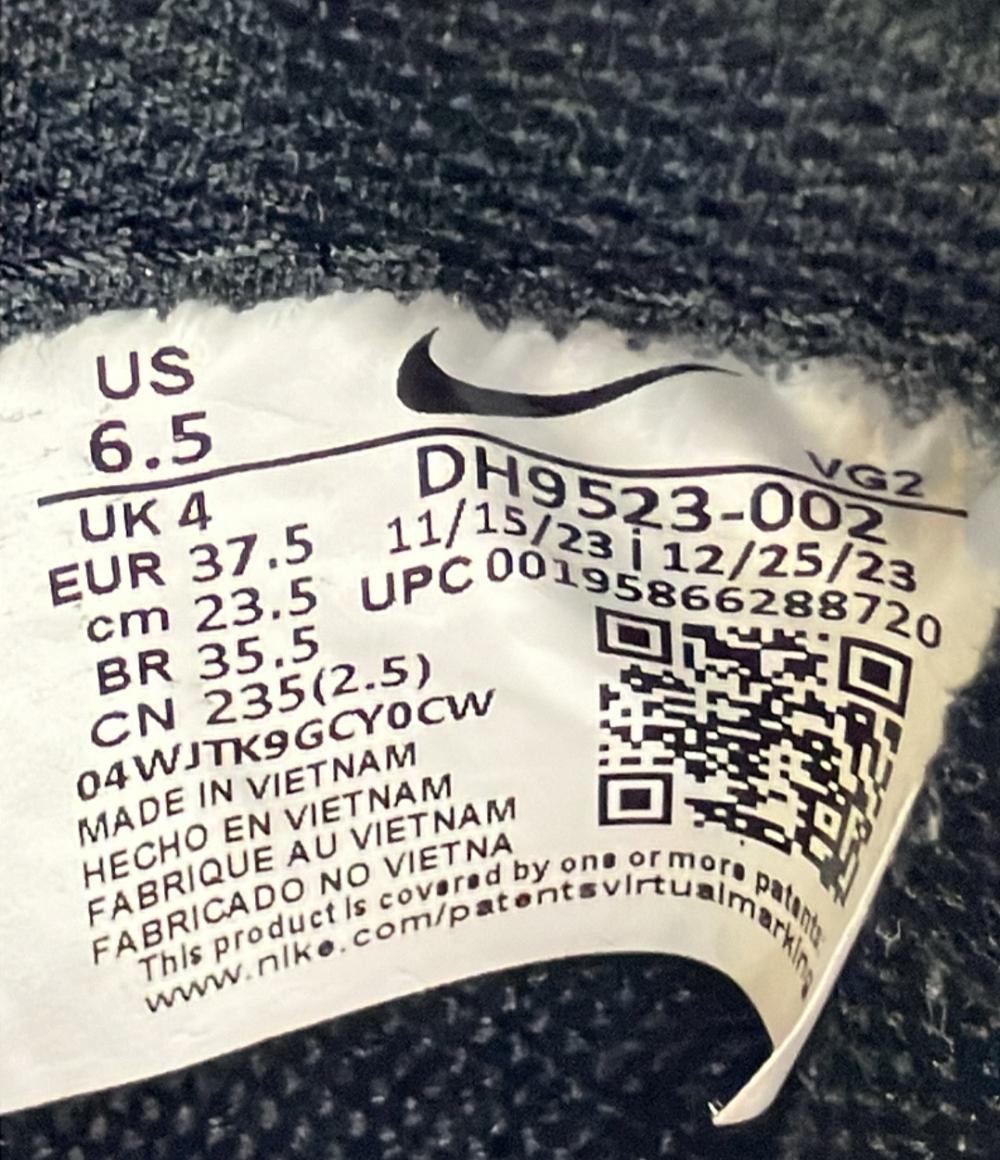 US
6.5
UK 4
EUR 37.5
cm 23.5
BR 35.5
CN 235(2.5)
04WJTK9GCY0CW
MADE IN VIETNAM
HECHO EN VIETNAM
FABRIQUE AU VIETNAM
FABRICADO NO VIETNA
This product is covered by one or more patents.
www.nike.com/patentsvirtualmarking
VG2
DH9523-002
11/15/23 | 12/25/23
UPC 00195866288720